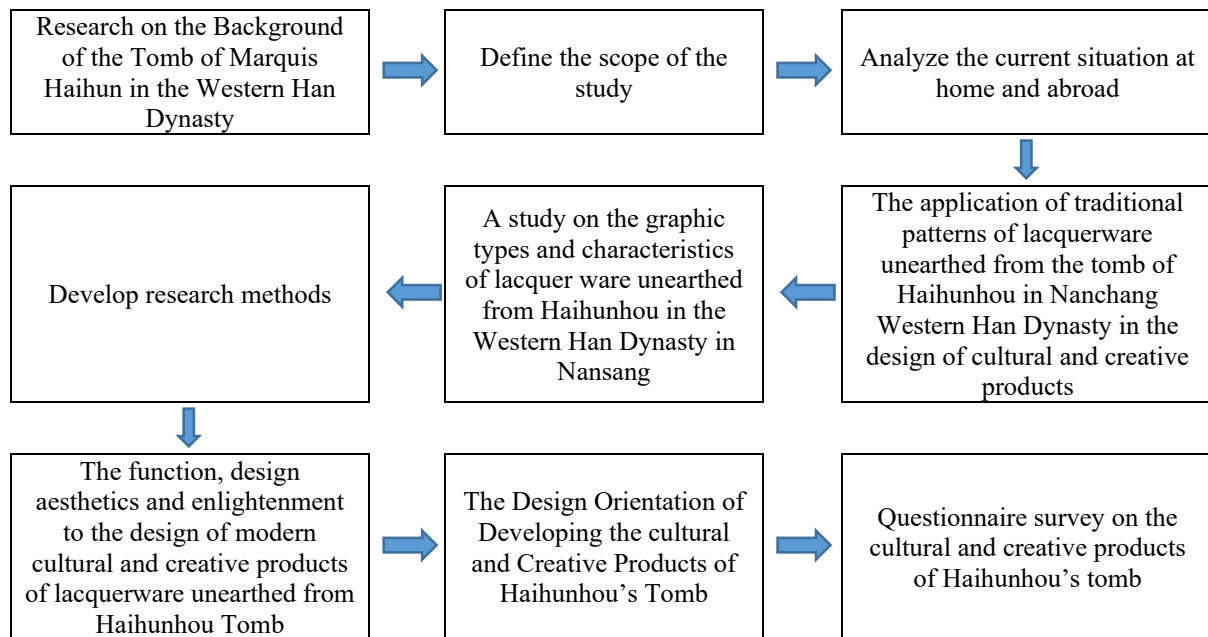 Research on the Background
of the Tomb of Marquis
Haihun in the Western Han
Dynasty
Define the scope of the
study
Analyze the current situation at
home and abroad
The application of traditional
patterns of lacquerware
unearthed from the tomb of
Haihunhou in Nanchang
Western Han Dynasty in the
design of cultural and creative
products
A study on the graphic
types and characteristics
of lacquer ware unearthed
from Haihunhou in the
Western Han Dynasty in
Nansang
Develop research methods
The function, design
aesthetics and enlightenment
to the design of modern
cultural and creative products
of lacquerware unearthed from
Haihunhou Tomb
The Design Orientation of
Developing the cultural
and Creative Products of
Haihunhou’s Tomb
Questionnaire survey on the
cultural and creative products
of Haihunhou’s tomb